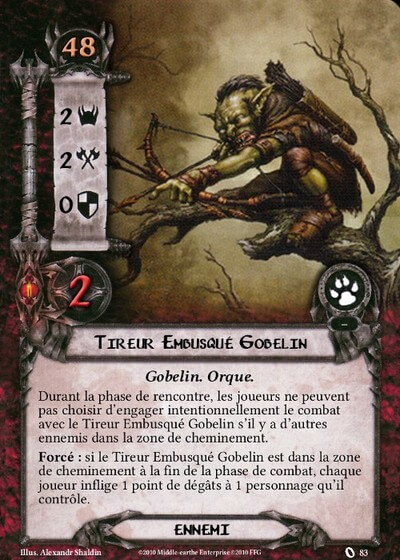 48
2
2
0
2
Tireur Embusqué Gobelin
Gobelin. Orque.
Durant la phase de rencontre, les joueurs ne peuvent
pas choisir d'engager intentionnellement le combat
avec le Tireur Embusqué Gobelin s'il y a d'autres
ennemis dans la zone de cheminement.
Forcé : si le Tireur Embusqué Gobelin est dans la zone
de cheminement à la fin de la phase de combat, chaque
joueur inflige 1 point de dégâts à 1 personnage qu'il
contrôle.
ENNEMI
Illus. Alexandr Shaldin ©2010 Middle-earthe Enterprise ©2010 FFG 83